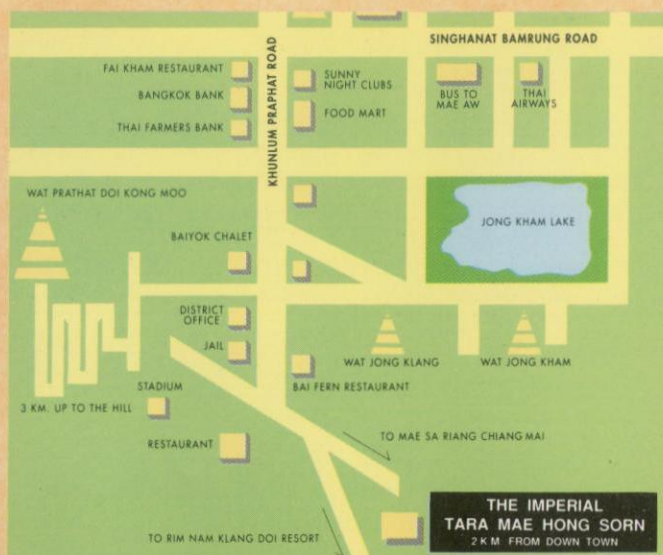 SINGHANAT BAMRUNG ROAD
FAI KHAM RESTAURANT
BANGKOK BANK
THAI FARMERS BANK
KHUNLUM PRAPHAT ROAD
SUNNY
NIGHT CLUBS
FOOD MART
BUS TO
MAE AW
THAI
AIRWAYS
WAT PRATHAT DOI KONG MOO
JONG KHAM LAKE
BAIYOK CHALET
DISTRICT
OFFICE
JAIL
WAT JONG KLANG
WAT JONG KHAM
STADIUM
BAI FERN RESTAURANT
3 KM. UP TO THE HILL
RESTAURANT
TO MAE SA RIANG CHIANG MAI
THE IMPERIAL
TARA MAE HONG SORN
2 KM FROM DOWN TOWN
TO RIM NAM KLANG DOI RESORT